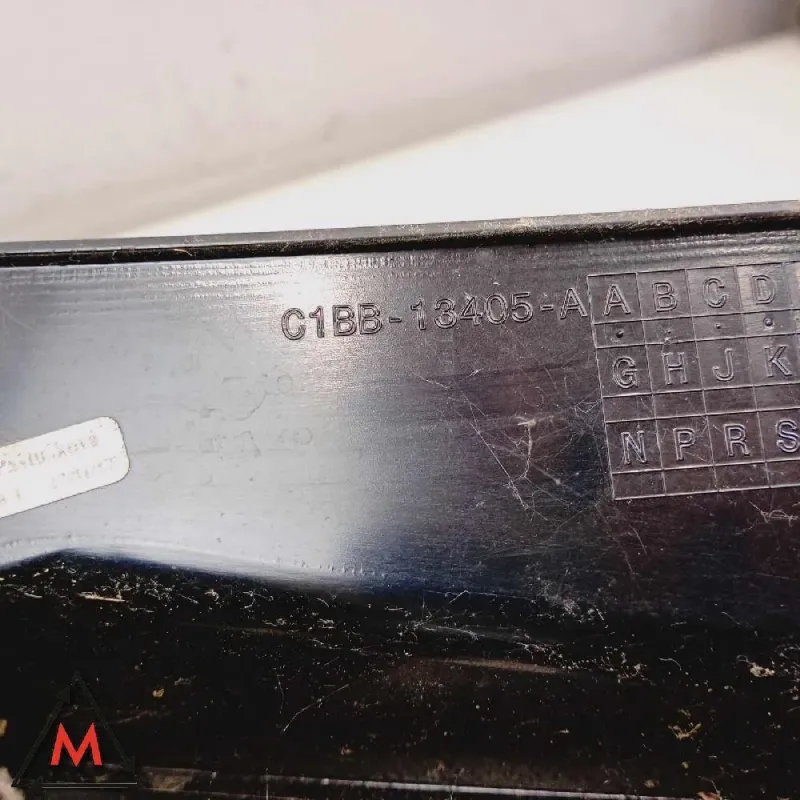 C1BB-13405-A
A B C D
G H J K
N P R S
M